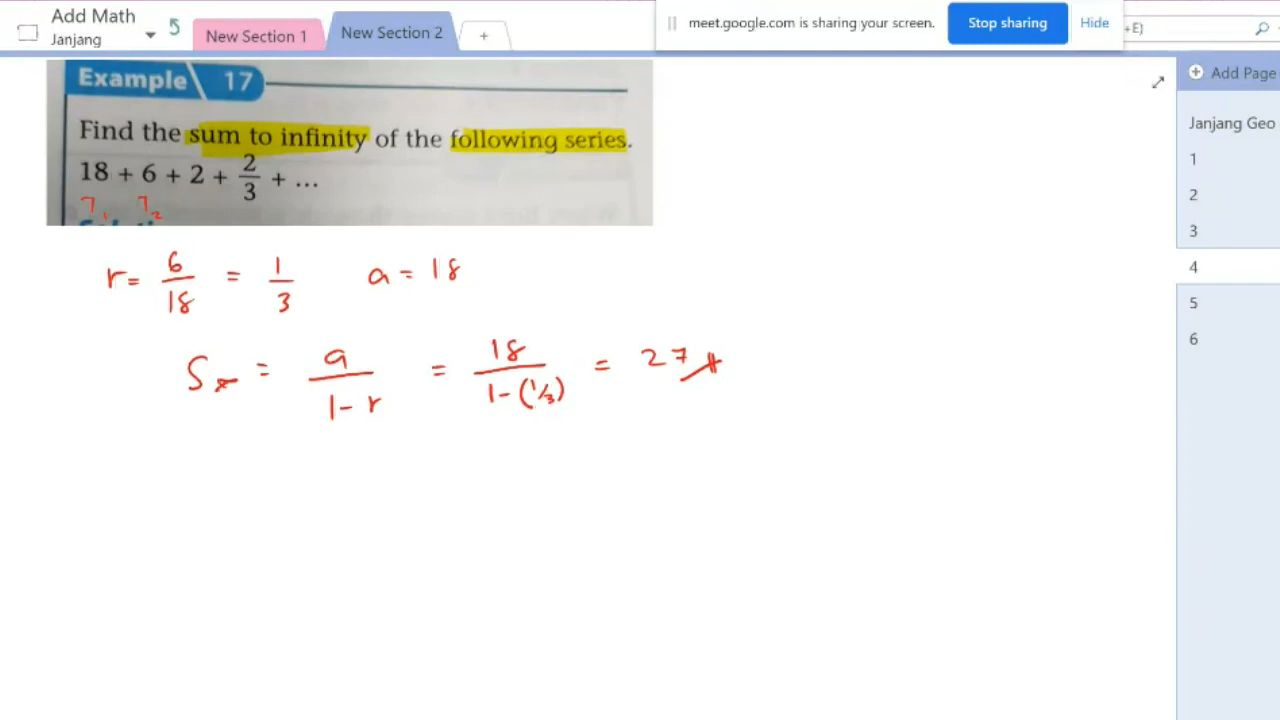 Add Math
Janjang
New Section 1
New Section 2
+
meet.google.com is sharing your screen.
Stop sharing
Hide
+E)
Add Page
Janjang Geo
1
2
3
4
5
6
Example 17
Find the sum to infinity of the following series.
18 + 6 + 2 + 2/3 + ...
T₁ T₂
r = 6/18 = 1/3 a = 18
S∞ = a/(1 - r) = 18/(1 - (1/3)) = 27